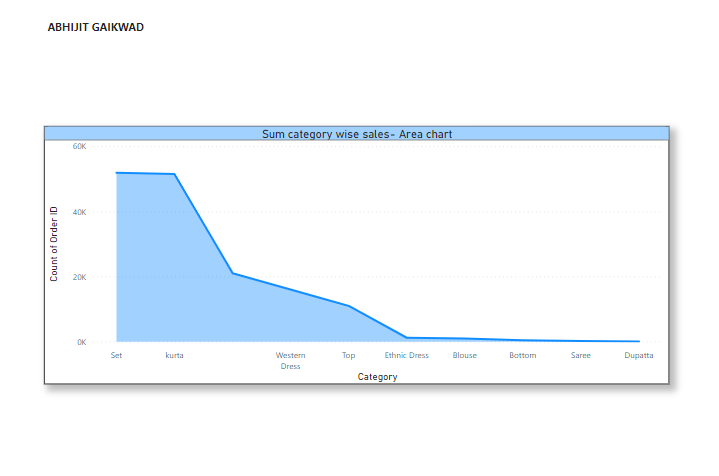 ABHIJIT GAIKWAD
Sum category wise sales- Area chart
60K
40K
20K
0K
Count of Order ID
Set kurta Western Dress Top Ethnic Dress Blouse Bottom Saree Dupatta
Category